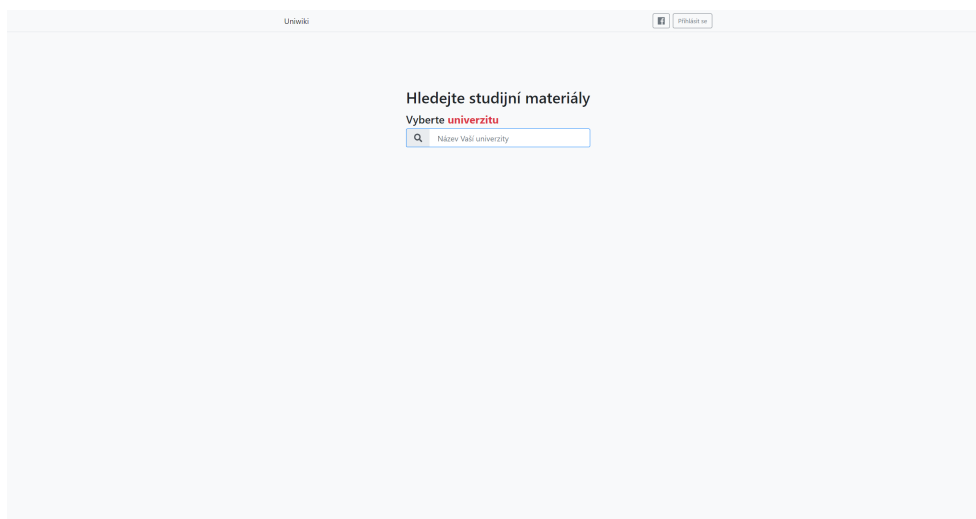 Uniwiki
Přihlásit se
Hledejte studijní materiály
Vyberte univerzitu
Název Vaší univerzity